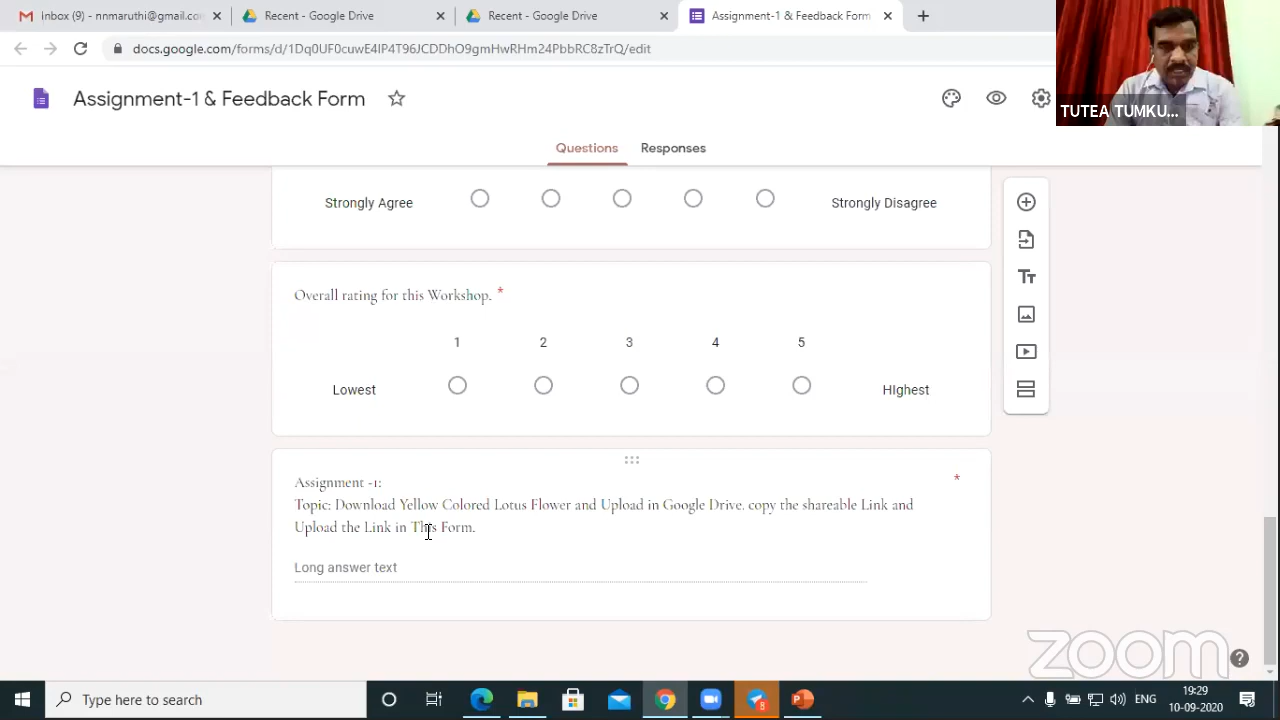 inbox (9) - nnmaruthi@gmail.co
Recent - Google Drive
Recent - Google Drive
Assignment-1 & Feedback Form
docs.google.com/forms/d/1Dq0UF0cuwE4IP4T96JCDDhO9gmHwRHm24PbbRC8zTrQ/edit
Assignment-1 & Feedback Form
TUTEA TUMKU...
Questions
Responses
Strongly Agree
Strongly Disagree
Overall rating for this Workshop. *
1 2 3 4 5
Lowest
HIghest
Assignment -1: *
Topic: Download Yellow Colored Lotus Flower and Upload in Google Drive. copy the shareable Link and
Upload the Link in This Form.
Long answer text
zoom
Type here to search
8
ENG
19:29
10-09-2020